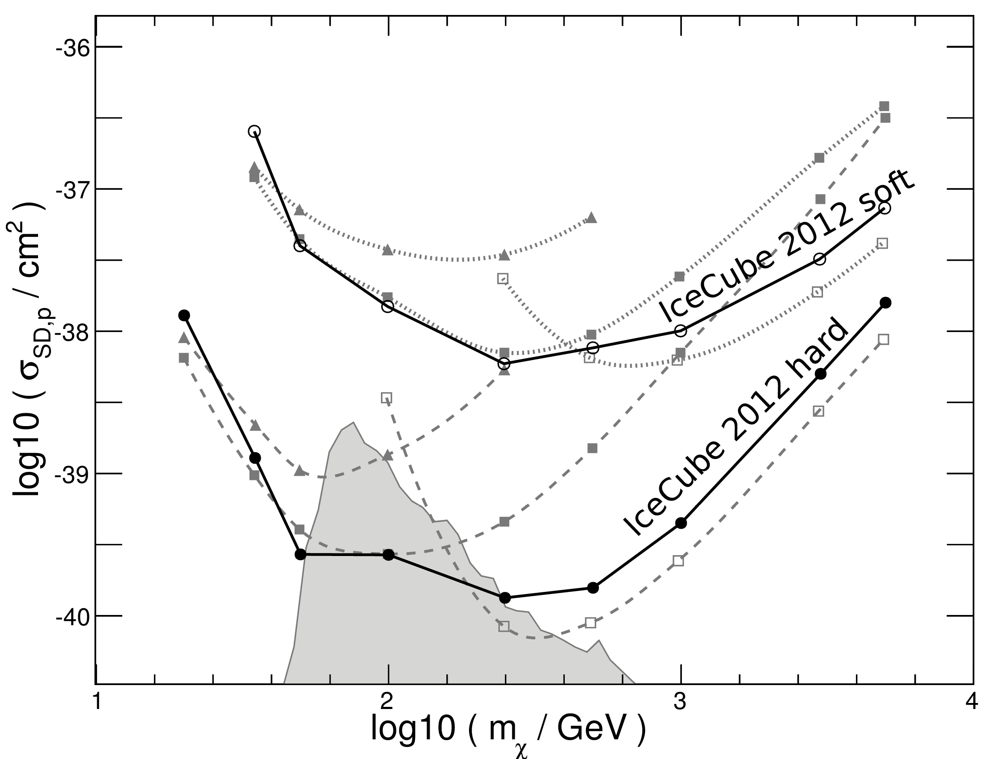 -36
-37
-38
-39
-40
log10 ( σSD,p / cm2 )
IceCube 2012 soft
IceCube 2012 hard
1 2 3 4
log10 ( mχ / GeV )